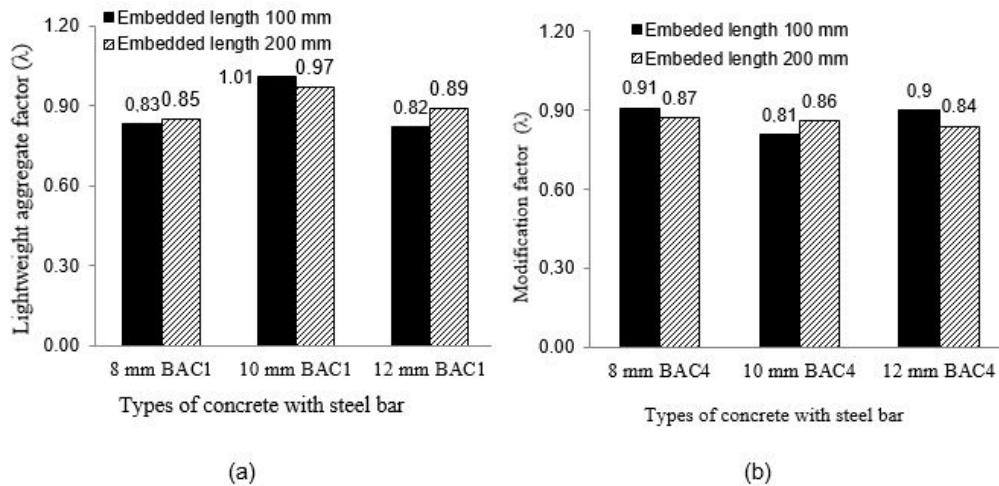 1.20
0.90
0.60
0.30
0.00
Lightweight aggregate factor (λ)
Embedded length 100 mm
Embedded length 200 mm
0.83
0.85
1.01
0.97
0.82
0.89
8 mm BAC1
10 mm BAC1
12 mm BAC1
Types of concrete with steel bar
(a)
1.20
0.90
0.60
0.30
0.00
Modification factor (λ)
Embeded length 100 mm
Embeded length 200 mm
0.91
0.87
0.81
0.86
0.9
0.84
8 mm BAC4
10 mm BAC4
12 mm BAC4
Types of concrete with steel bar
(b)